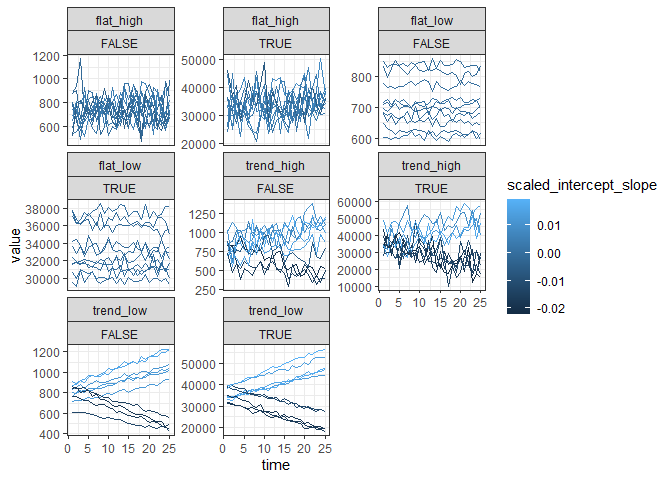 flat_high
FALSE
1200
1000
800
600
flat_high
TRUE
50000
40000
30000
20000
flat_low
FALSE
800
700
600
flat_low
TRUE
38000
36000
34000
32000
30000
trend_high
FALSE
1250
1000
750
500
250
trend_high
TRUE
60000
50000
40000
30000
20000
10000
0 5 10 15 20 25
trend_low
FALSE
1200
1000
800
600
400
0 5 10 15 20 25
trend_low
TRUE
40000
30000
20000
0 5 10 15 20 25
value
time
scaled_intercept_slope
0.01
0.00
-0.01
-0.02